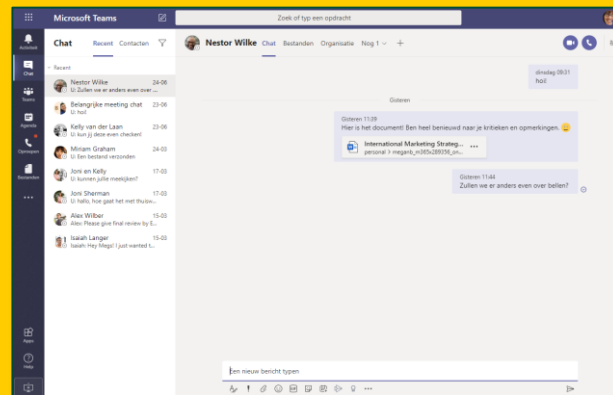 Microsoft Teams
Zoek of typ een opdracht
Activiteit
Chat
Teams
Agenda
Oproepen
Bestanden
Apps
Help
Chat
Recent
Contacten
Recent
Nestor Wilke
24-06
U: Zullen we er anders even over ...
Belangrijke meeting chat
23-06
U: hoi!
Kelly van der Laan
23-06
U: kun jij deze even checken!
Miriam Graham
24-03
U: Een bestand verzonden
Joni en Kelly
17-03
U: kunnen jullie meekijken?
Joni Sherman
17-03
U: hallo, hoe gaat het met thuisw...
Alex Wilber
15-03
Alex: Please give final review by E...
Isaiah Langer
15-03
Isaiah: Hey Megs! I just wanted t...
Nestor Wilke
Chat
Bestanden
Organisatie
Nog 1
dinsdag 09:31
hoi!
Gisteren
Gisteren 11:39
Hier is het document! Ben heel benieuwd naar je kritieken en opmerkingen. 😊
International Marketing Strateg...
Gisteren 11:44
Zullen we er anders even over bellen?
Een nieuw bericht typen